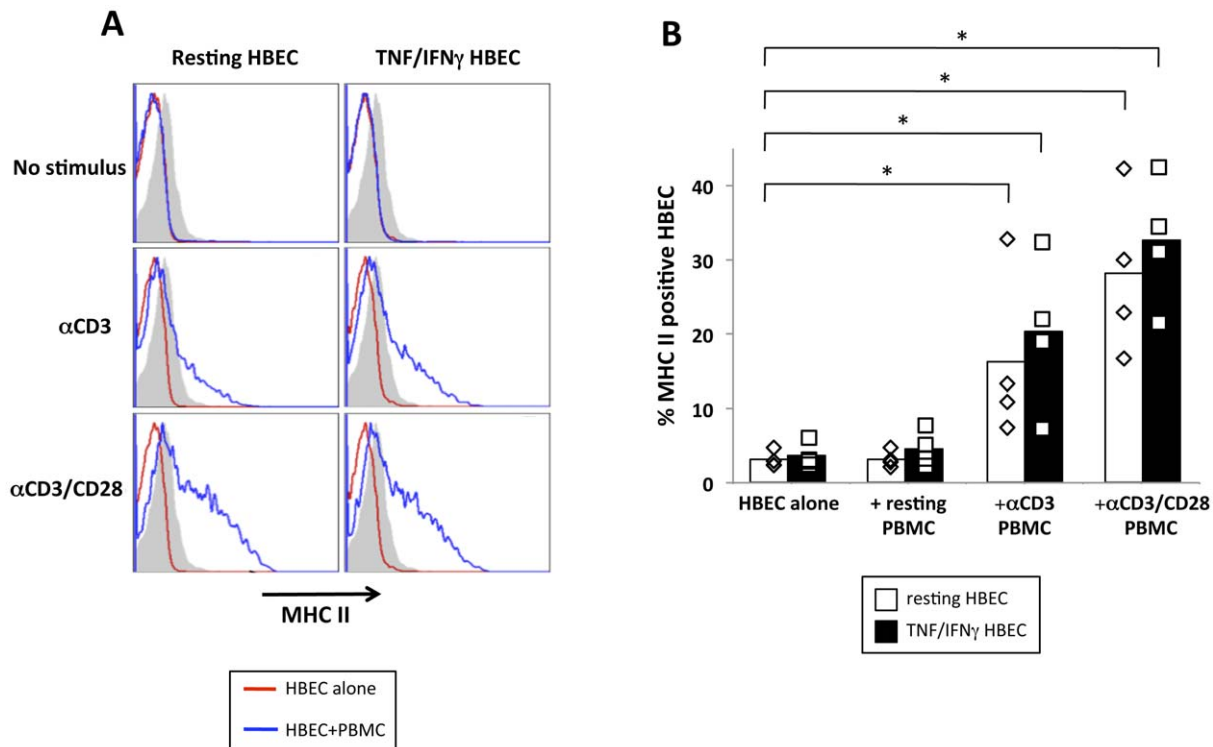 A
Resting HBEC
TNF/IFNγ HBEC
No stimulus
αCD3
αCD3/CD28
MHC II
HBEC alone
HBEC+PBMC
B
*
*
*
*
% MHC II positive HBEC
40
30
20
10
0
HBEC alone
+ resting
PBMC
+αCD3
PBMC
+αCD3/CD28
PBMC
resting HBEC
TNF/IFNγ HBEC